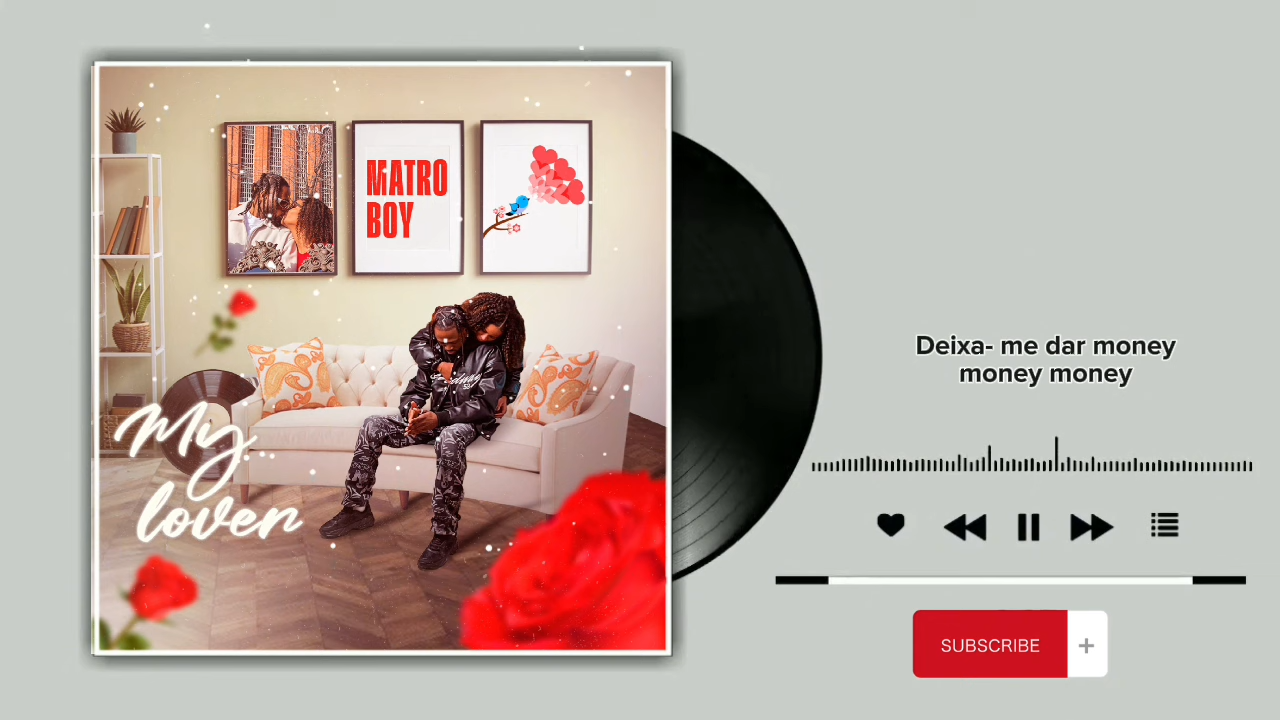 MATRO
BOY
My
lover
Deixa- me dar money
money money
SUBSCRIBE
+